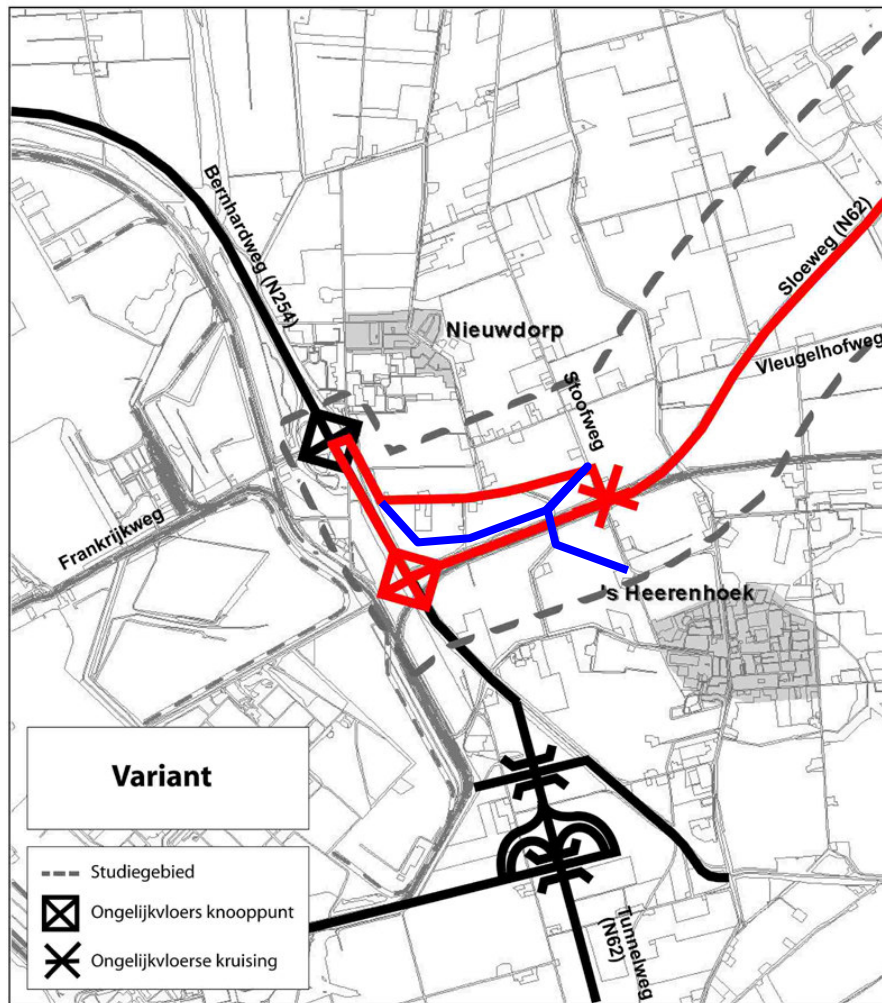 Bernhardweg (N254)
Nieuwdorp
Sloeweg (N62)
Vleugelhofweg
Stoofweg
Frankrijkweg
's Heerenhoek
Tunnelweg
(N62)
Variant
Studiegebied
Ongelijkvloers knooppunt
Ongelijkvloerse kruising